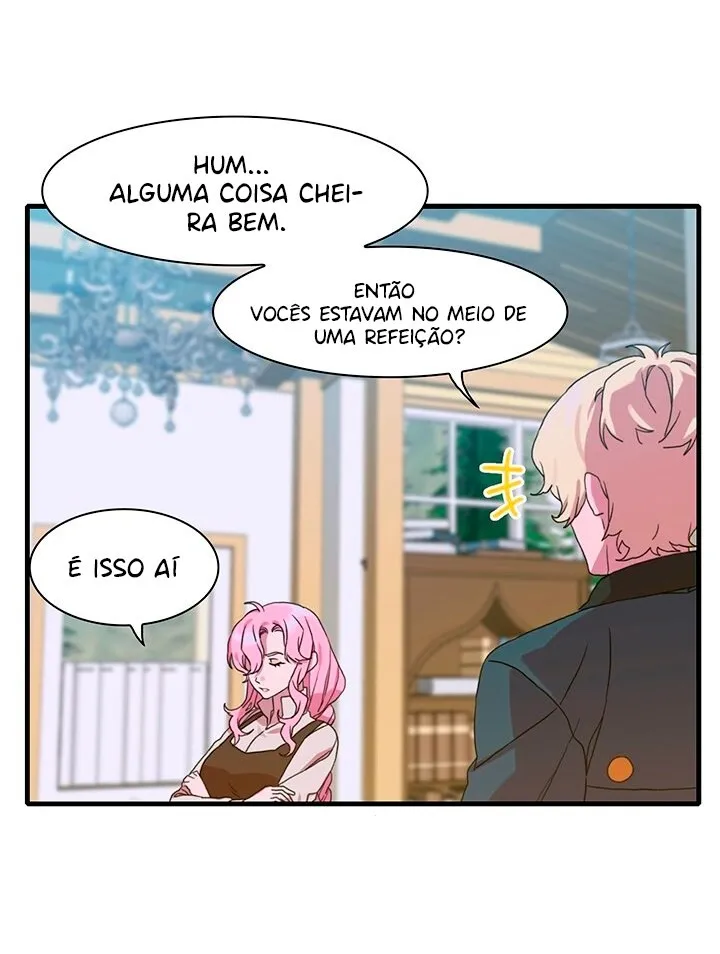 HUM...
ALGUMA COISA CHEI-
RA BEM.
ENTÃO
VOCÊS ESTAVAM NO MEIO DE
UMA REFEIÇÃO?
É ISSO AÍ